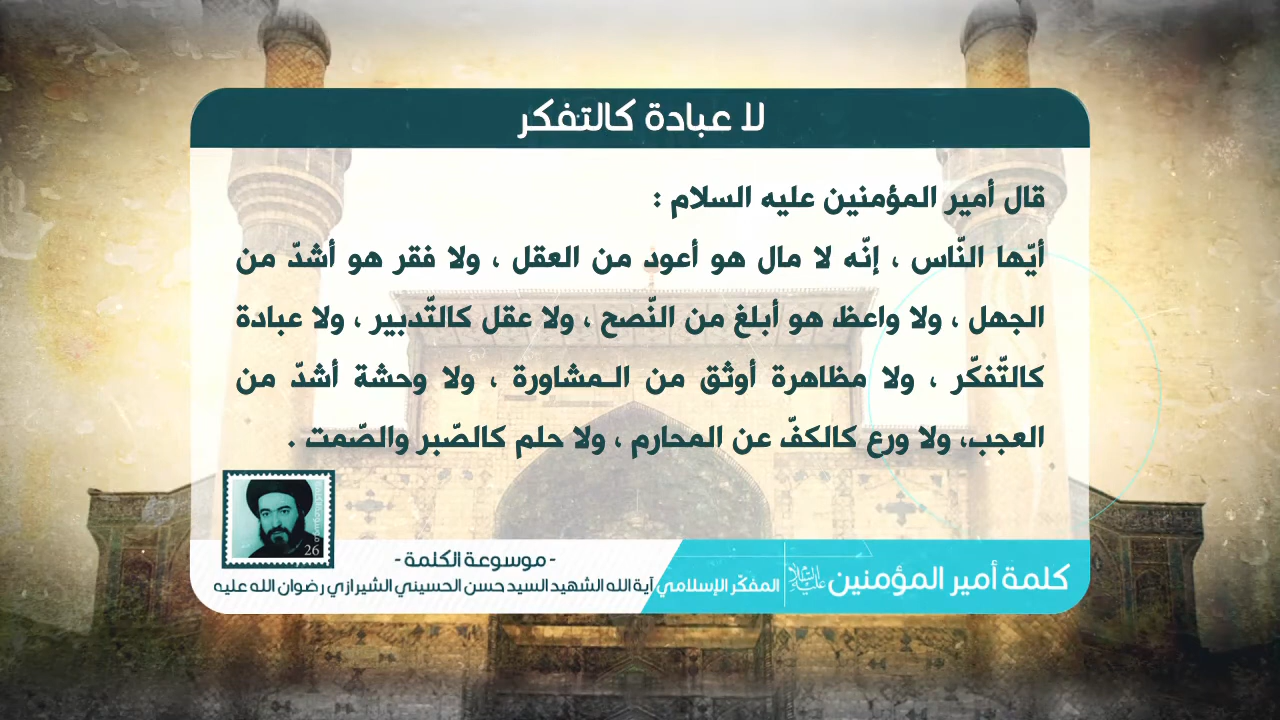 لا عبادة كالتفكر
قال أمير المؤمنين عليه السلام :
أيّها النّاس ، إنّه لا مال هو أعود من العقل ، ولا فقر هو أشدّ من
الجهل ، ولا واعظ هو أبلغ من النّصح ، ولا عقل كالتّدبير ، ولا عبادة
كالتّفكّر ، ولا مظاهرة أوثق من الـمشاورة ، ولا وحشة أشدّ من
العجب، ولا ورع كالكفّ عن المحارم ، ولا حلم كالصّبر والصّمت .
كلمة أمير المؤمنين عليه السلام
- موسوعة الكلمة -
المفكّر الإسلامي آية الله الشهيد السيد حسن الحسيني الشيرازي رضوان الله عليه
26